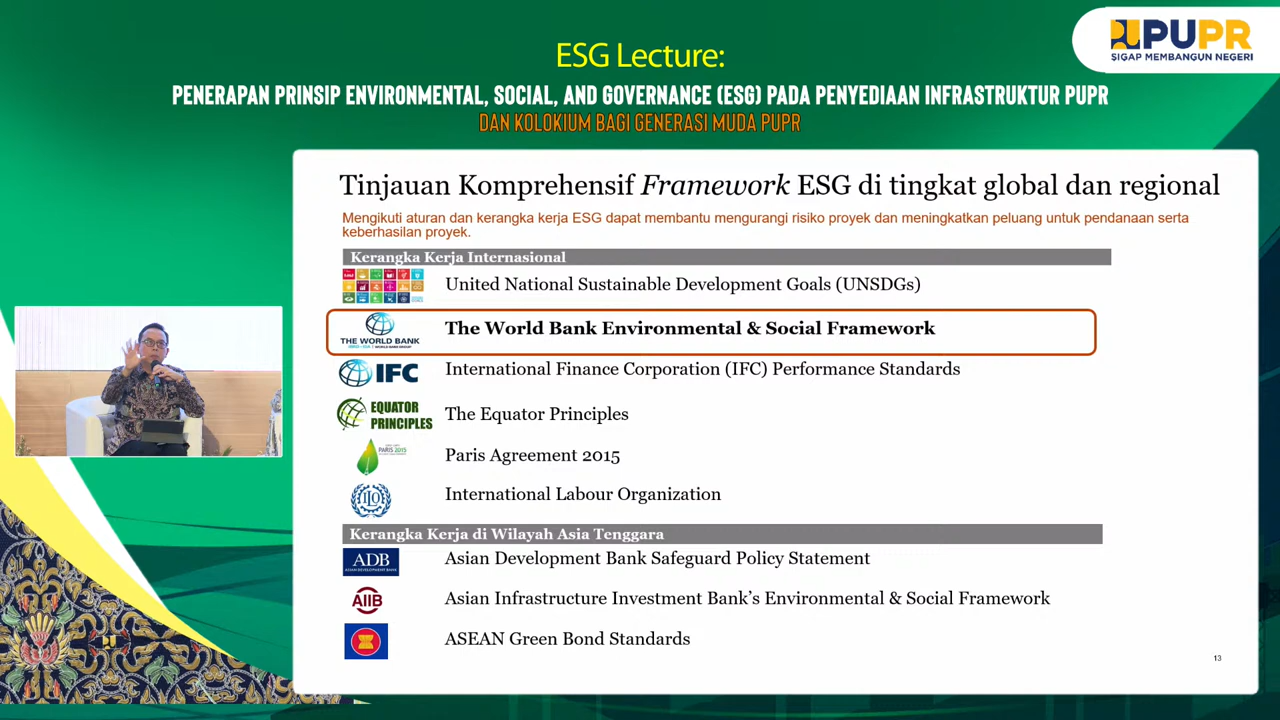 PUPR
SIGAP MEMBANGUN NEGERI
ESG Lecture:
PENERAPAN PRINSIP ENVIRONMENTAL, SOCIAL, AND GOVERNANCE (ESG) PADA PENYEDIAAN INFRASTRUKTUR PUPR
DAN KOLOKIUM BAGI GENERASI MUDA PUPR
Tinjauan Komprehensif Framework ESG di tingkat global dan regional
Mengikuti aturan dan kerangka kerja ESG dapat membantu mengurangi risiko proyek dan meningkatkan peluang untuk pendanaan serta
keberhasilan proyek.
Kerangka Kerja Internasional
United National Sustainable Development Goals (UNSDGs)
THE WORLD BANK
The World Bank Environmental & Social Framework
IFC
International Finance Corporation (IFC) Performance Standards
EQUATOR
PRINCIPLES
The Equator Principles
PARIS 2015
Paris Agreement 2015
ILO
International Labour Organization
Kerangka Kerja di Wilayah Asia Tenggara
ADB
ASIAN DEVELOPMENT BANK
Asian Development Bank Safeguard Policy Statement
AIIB
Asian Infrastructure Investment Bank’s Environmental & Social Framework
ASEAN Green Bond Standards
13